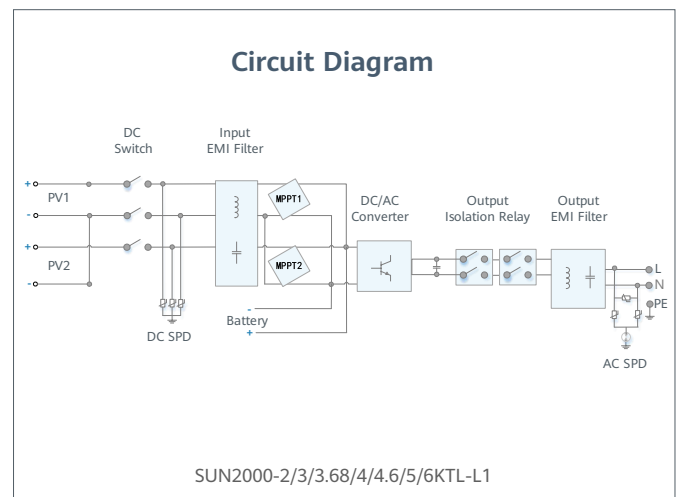 Circuit Diagram
DC
Switch
Input
EMI Filter
+
PV1
-
+
PV2
-
MPPT1
MPPT2
DC/AC
Converter
Output
Isolation Relay
Output
EMI Filter
L
N
PE
-
Battery
+
DC SPD
AC SPD
SUN2000-2/3/3.68/4/4.6/5/6KTL-L1